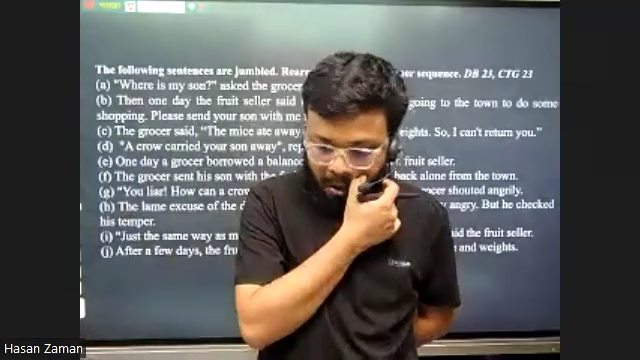 The following sentences are jumbled. Rearr er sequence. DB 23, CTG 23
(a) "Where is my son?" asked the grocer
(b) Then one day the fruit seller said going to the town to do some
shopping. Please send your son with me
(c) The grocer said, "The mice ate away eights. So, I can't return you."
(d) "A crow carried your son away", rep
(e) One day a grocer borrowed a balance fruit seller.
(f) The grocer sent his son with the back alone from the town.
(g) "You liar! How can a crow ocer shouted angrily.
(h) The lame excuse of the angry. But he checked
his temper.
(i) "Just the same way as m said the fruit seller.
(j) After a few days, the fru and weights.
Hasan Zaman